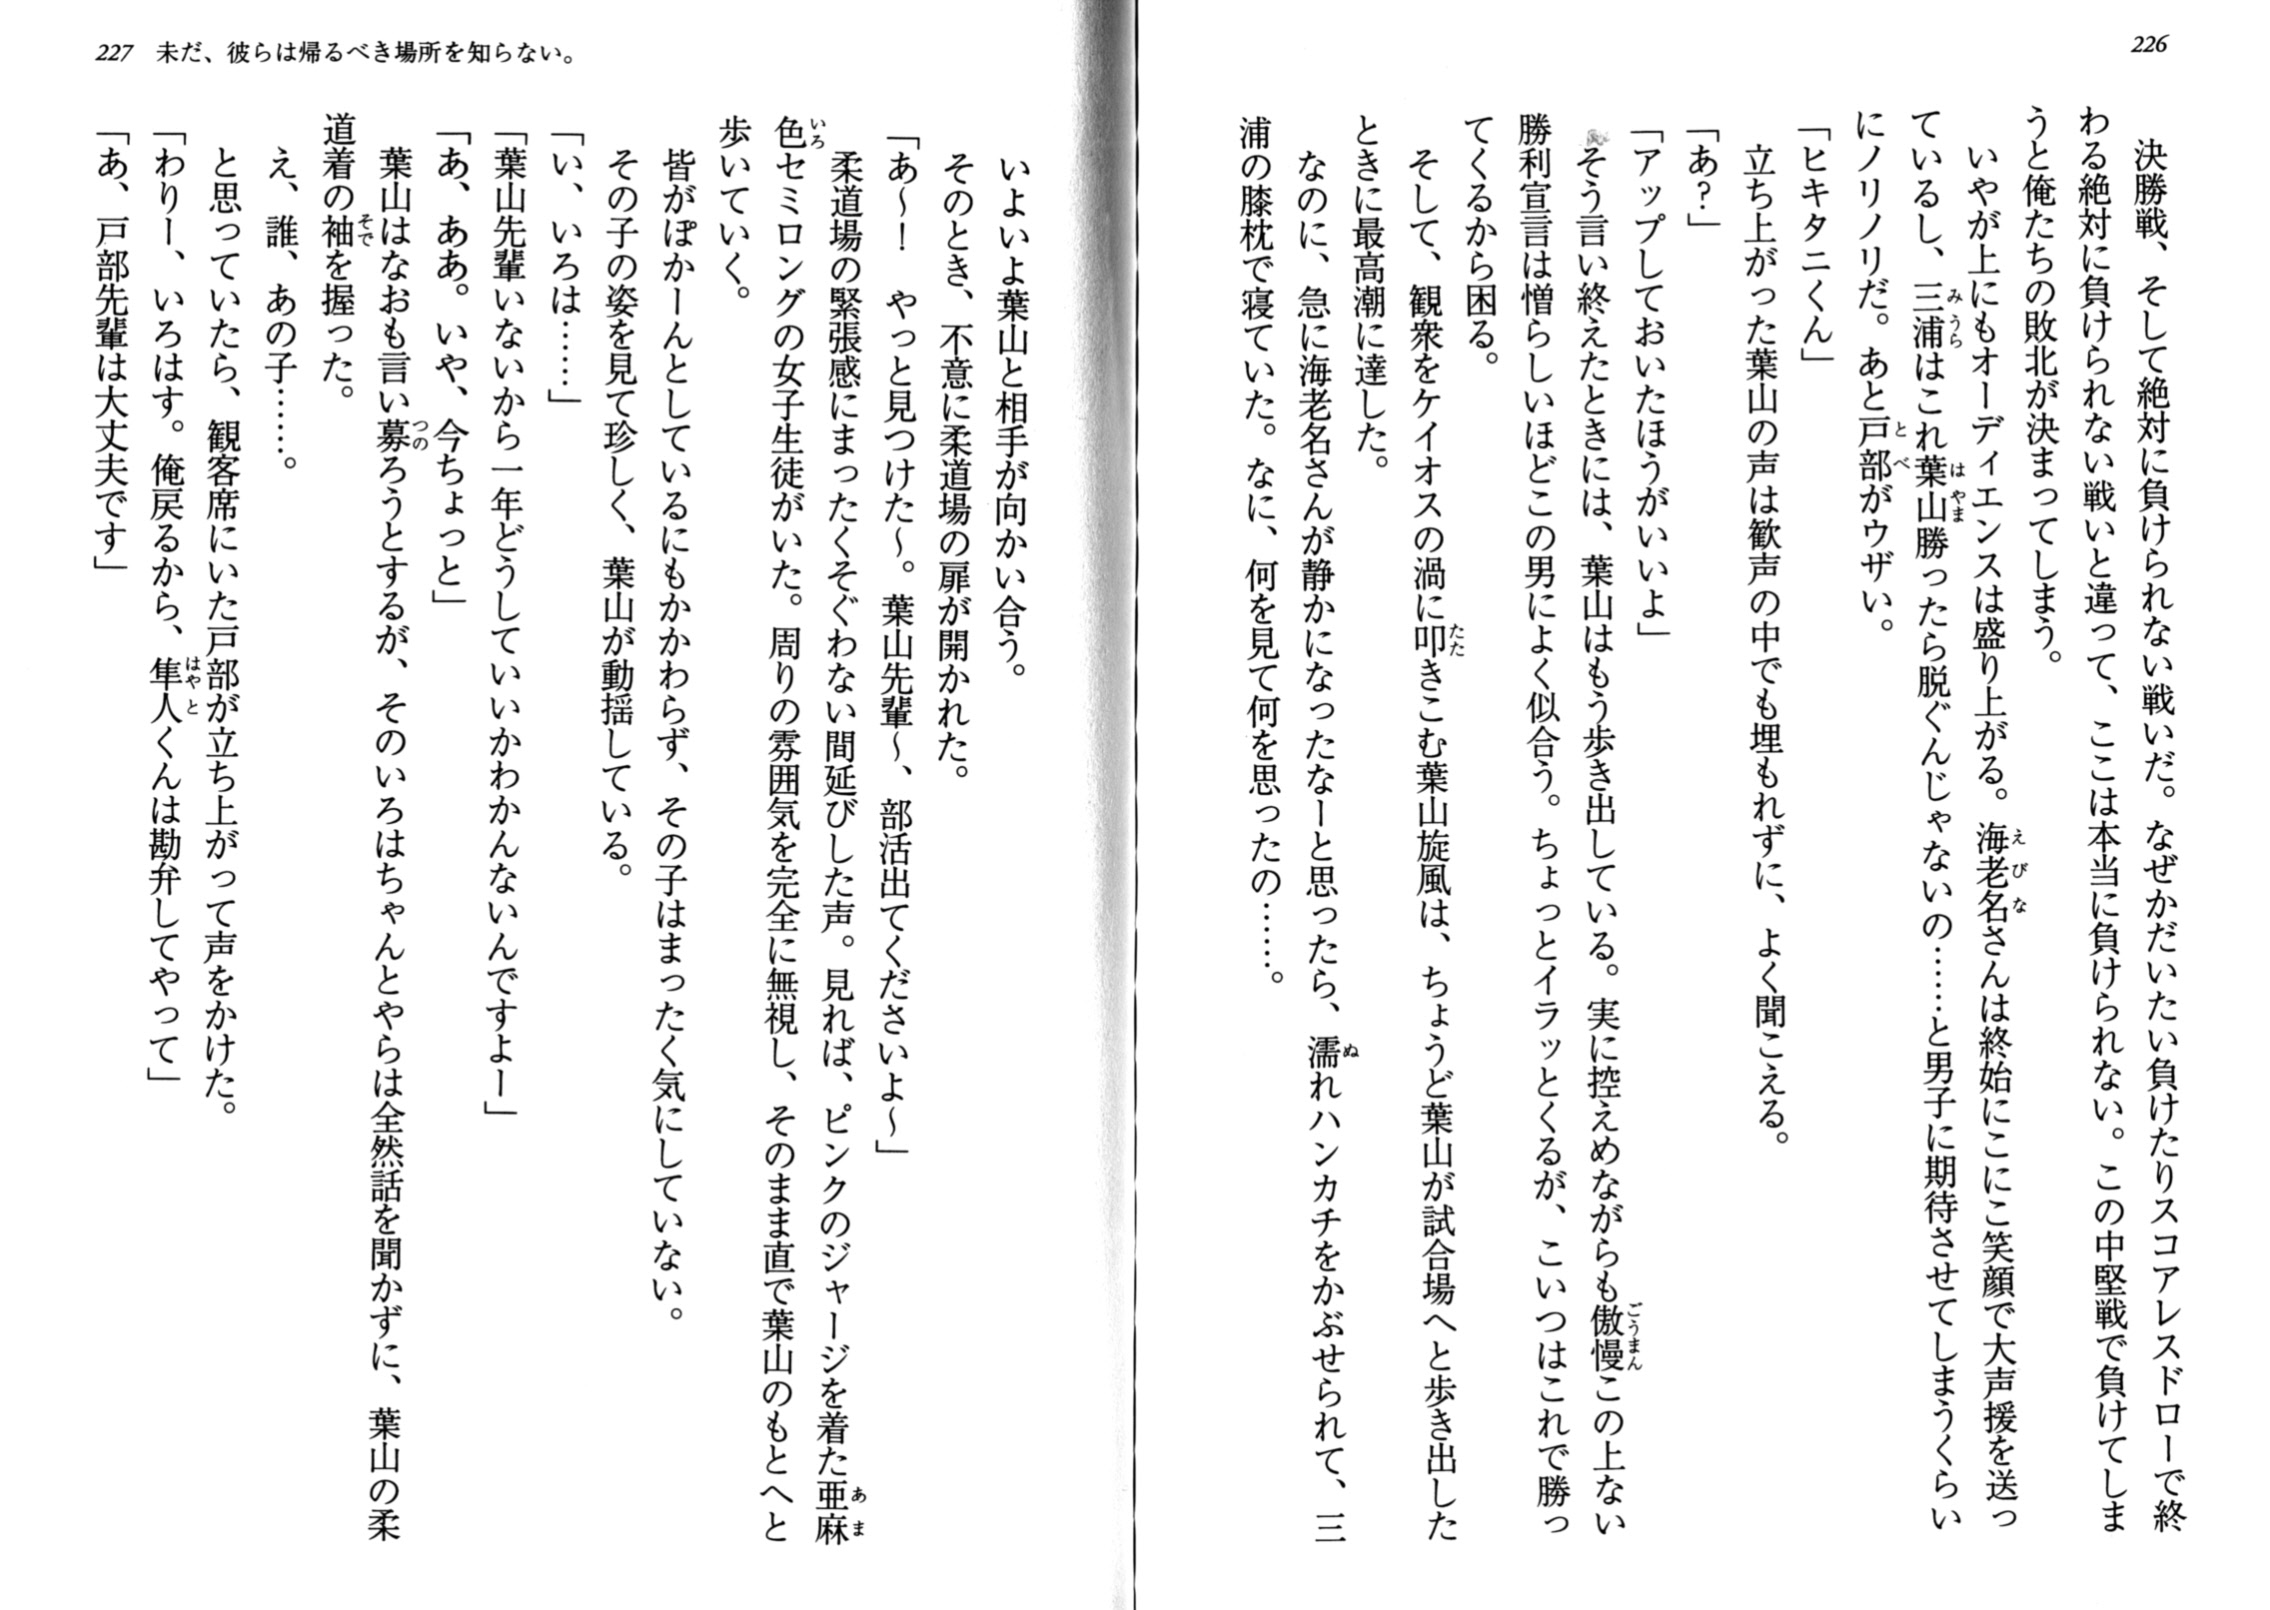 226
決勝戦、そして絶対に負けられない戦いだ。なぜかだいたい負けたりスコアレスドローで終
わる絶対に負けられない戦いと違って、ここは本当に負けられない。この中堅戦で負けてしま
うと俺たちの敗北が決まってしまう。
いやが上にもオーディエンスは盛り上がる。海老名さんは終始にこにこ笑顔で大声援を送っ
ているし、三浦はこれ葉山勝ったら脱ぐんじゃないの……と男子に期待させてしまうくらい
にノリノリだ。あと戸部がウザい。
「ヒキタニくん」
立ち上がった葉山の声は歓声の中でも埋もれずに、よく聞こえる。
「あ?」
「アップしておいたほうがいいよ」
そう言い終えたときには、葉山はもう歩き出している。実に控えめながらも傲慢この上ない
勝利宣言は憎らしいほどこの男によく似合う。ちょっとイラッとくるが、こいつはこれで勝っ
てくるから困る。
そして、観衆をケイオスの渦に叩きこむ葉山旋風は、ちょうど葉山が試合場へと歩き出した
ときに最高潮に達した。
なのに、急に海老名さんが静かになったなーと思ったら、濡れハンカチをかぶせられて、三
浦の膝枕で寝ていた。なに、何を見て何を思ったの……。
227 未だ、彼らは帰るべき場所を知らない。
いよいよ葉山と相手が向かい合う。
そのとき、不意に柔道場の扉が開かれた。
「あ〜! やっと見つけた〜。葉山先輩〜、部活出てくださいよ〜」
柔道場の緊張感にまったくそぐわない間延びした声。見れば、ピンクのジャージを着た亜麻
色セミロングの女子生徒がいた。周りの雰囲気を完全に無視し、そのまま直で葉山のもとへと
歩いていく。
皆がぽかーんとしているにもかかわらず、その子はまったく気にしていない。
その子の姿を見て珍しく、葉山が動揺している。
「い、いろは……」
「葉山先輩いないから一年どうしていいかわかんないんですよー」
「あ、ああ。いや、今ちょっと」
葉山はなおも言い募ろうとするが、そのいろはちゃんとやらは全然話を聞かずに、葉山の柔
道着の袖を握った。
え、誰、あの子……。
と思っていたら、観客席にいた戸部が立ち上がって声をかけた。
「わりー、いろはす。俺戻るから、隼人くんは勘弁してやって」
「あ、戸部先輩は大丈夫です」